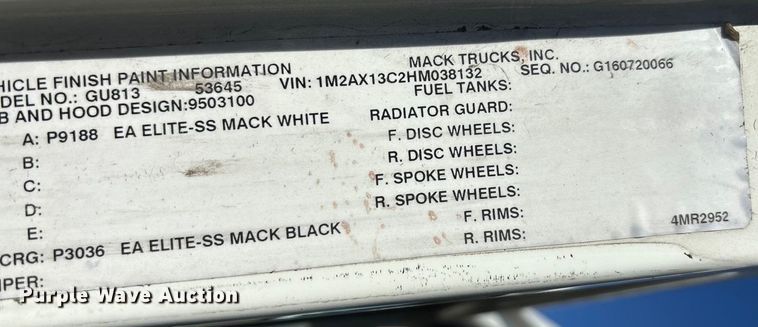 MACK TRUCKS, INC.
HICLE FINISH PAINT INFORMATION VIN: 1M2AX13C2HM038132 SEQ. NO.: G160720066
DEL NO.: GU813 53645 FUEL TANKS:
B AND HOOD DESIGN:9503100
A: P9188 EA ELITE-SS MACK WHITE RADIATOR GUARD:
B: F. DISC WHEELS:
C: R. DISC WHEELS:
D: F. SPOKE WHEELS:
E: R. SPOKE WHEELS:
F. RIMS: 4MR2952
CRG: P3036 EA ELITE-SS MACK BLACK R. RIMS:
IPER:
Purple Wave Auction